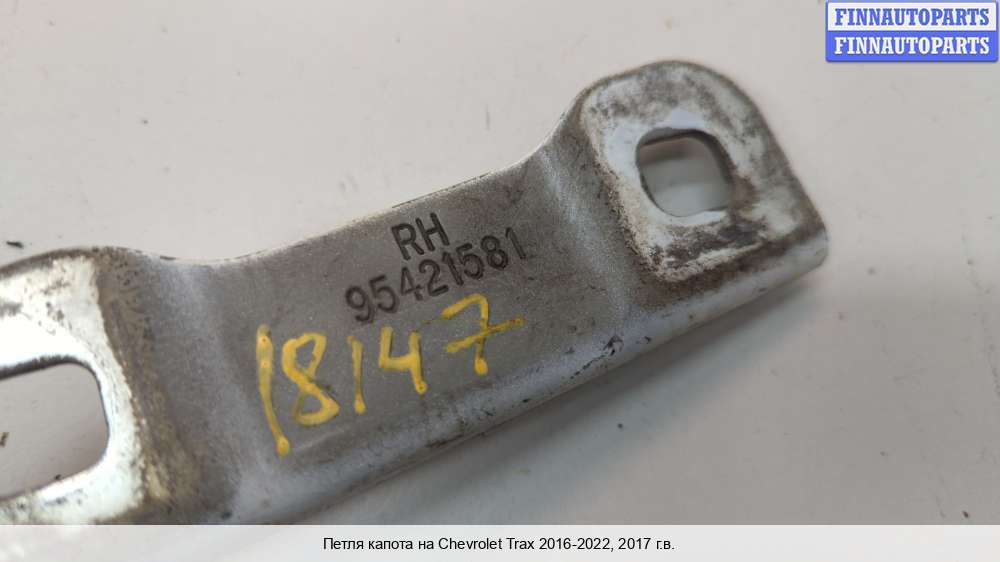 FINNAUTOPARTS
FINNAUTOPARTS
RH
95421581
18147
Петля капота на Chevrolet Trax 2016-2022, 2017 г.в.